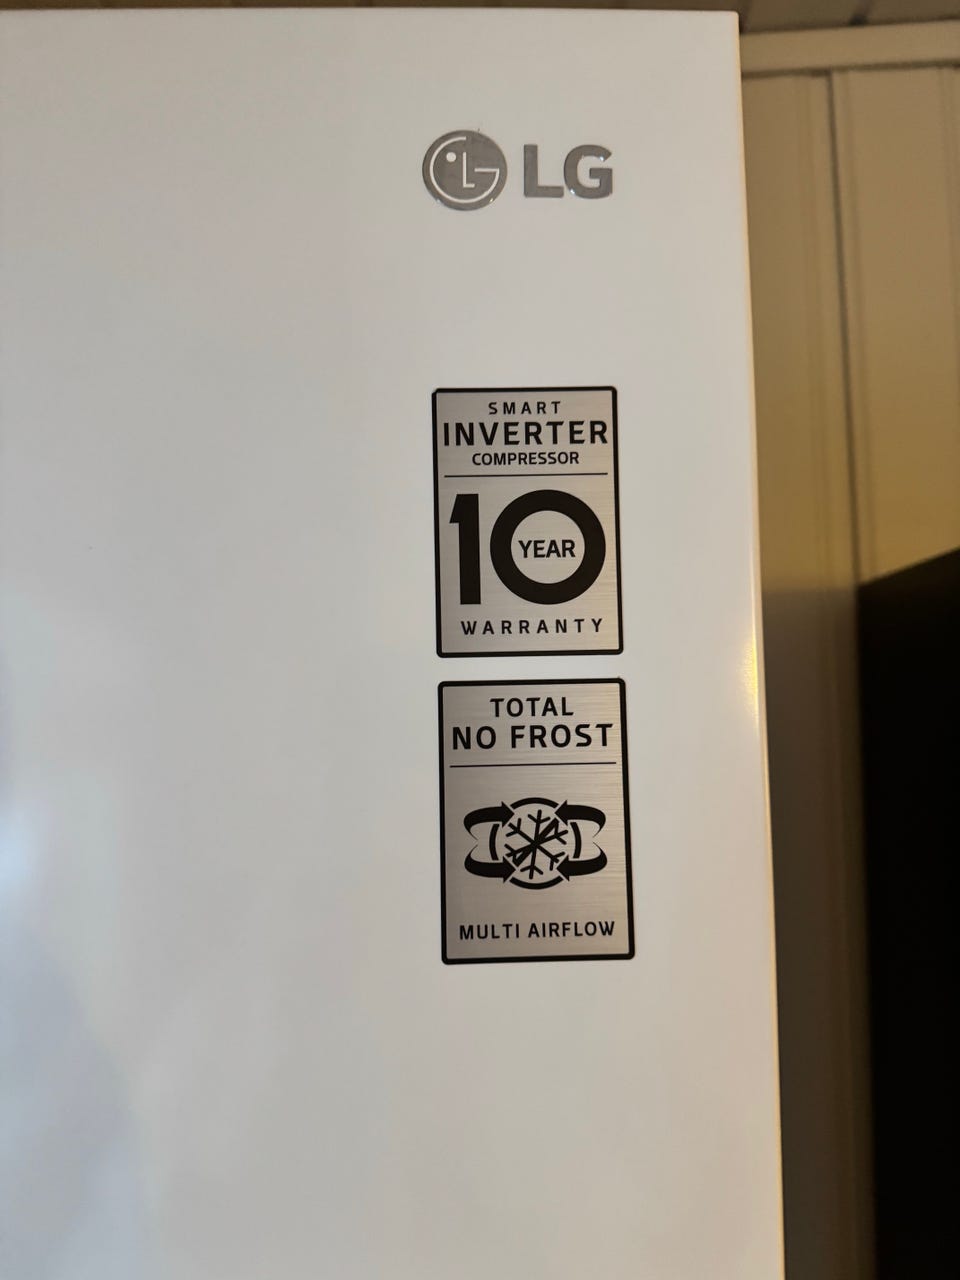 LG
SMART
INVERTER
COMPRESSOR
10
YEAR
WARRANTY
TOTAL
NO FROST
MULTI AIRFLOW